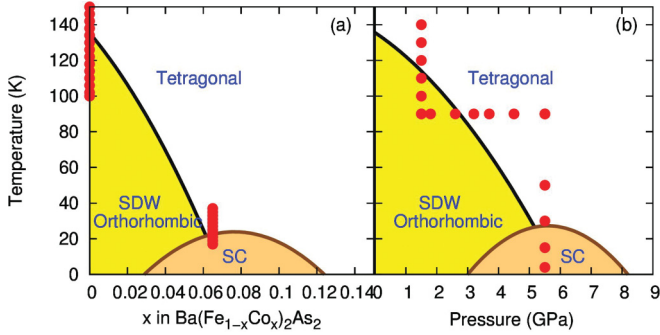 (a)
(b)
Temperature (K)
140
120
100
80
60
40
20
0
Tetragonal
SDW
Orthorhombic
SC
0 0.02 0.04 0.06 0.08 0.1 0.12 0.14
x in Ba(Fe₁₋ₓCoₓ)₂As₂
Tetragonal
SDW
Orthorhombic
SC
0 1 2 3 4 5 6 7 8 9
Pressure (GPa)